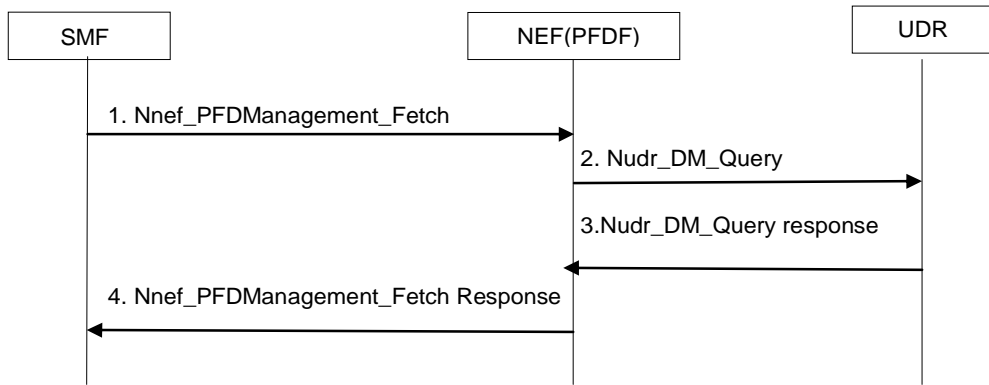 SMF
NEF(PFDF)
UDR
1. Nnef_PFDManagement_Fetch
2. Nudr_DM_Query
3.Nudr_DM_Query response
4. Nnef_PFDManagement_Fetch Response